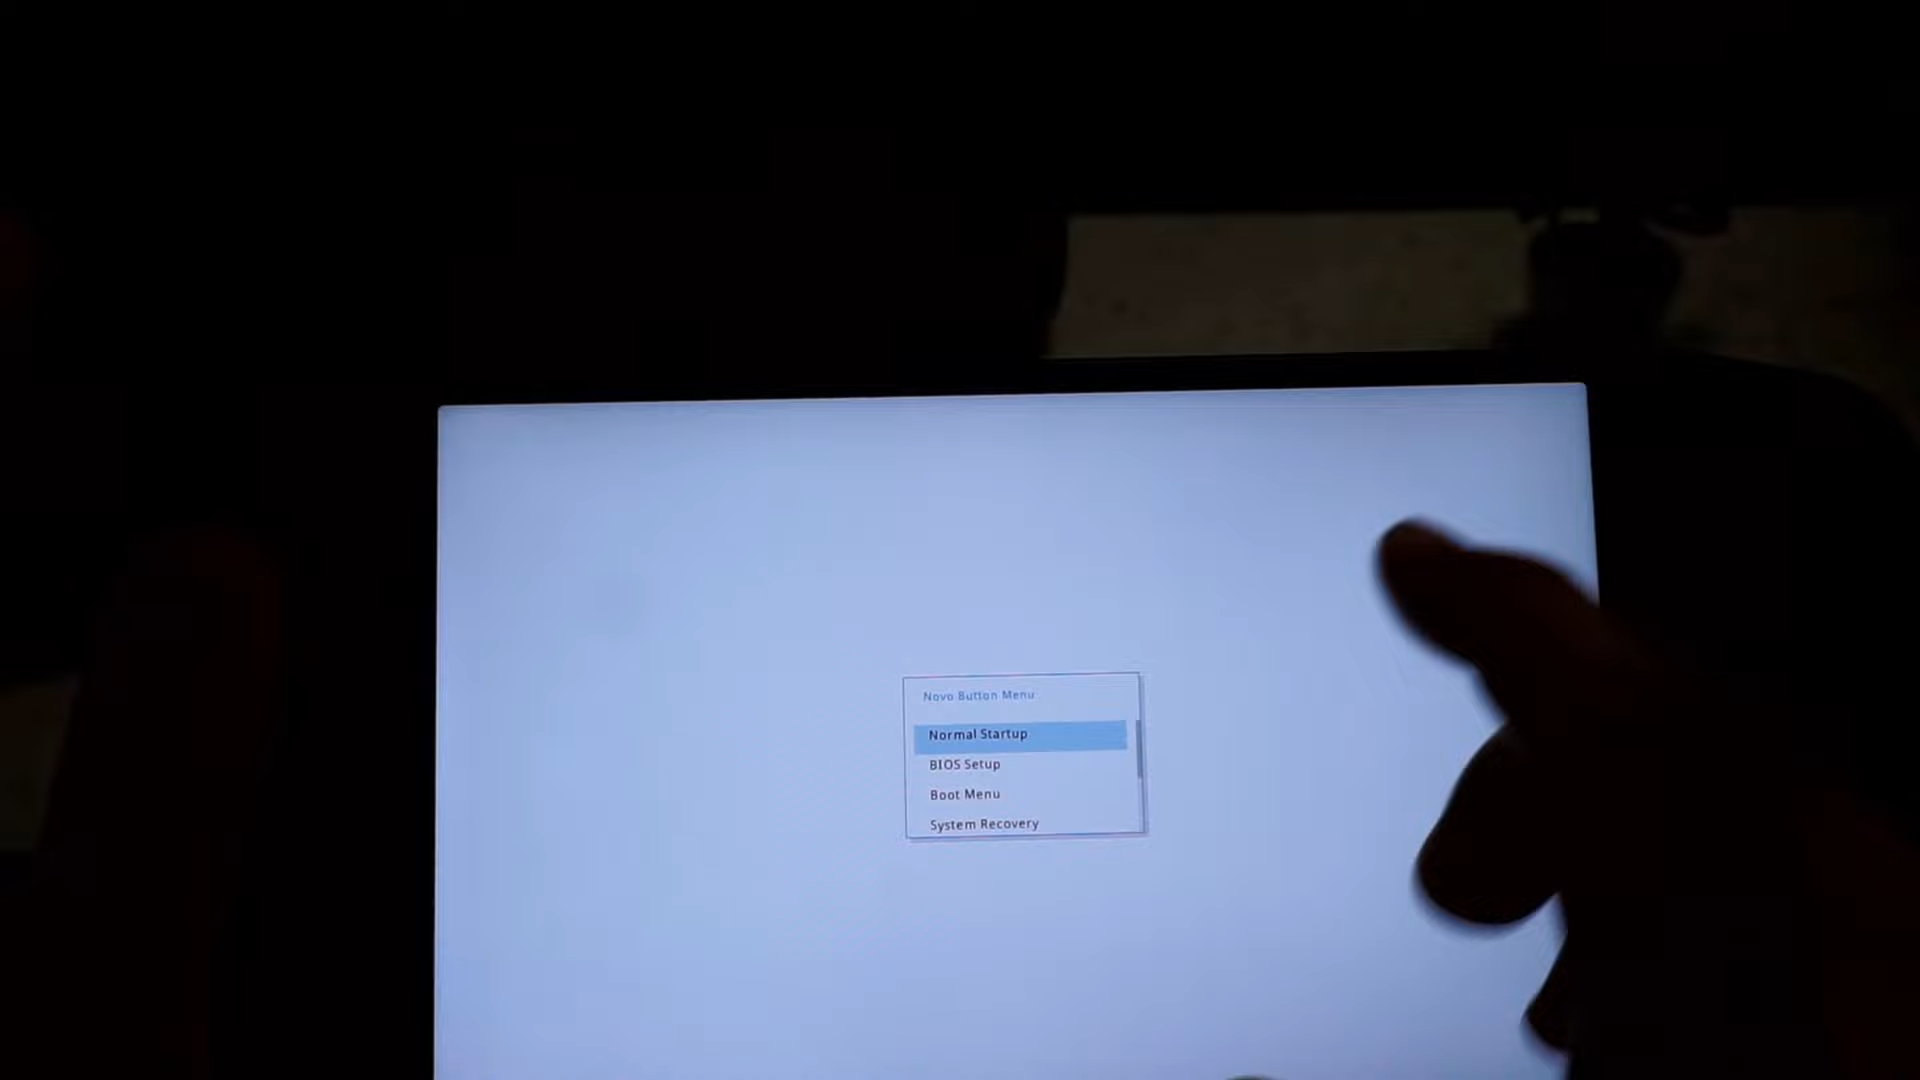 Novo Button Menu
Normal Startup
BIOS Setup
Boot Menu
System Recovery